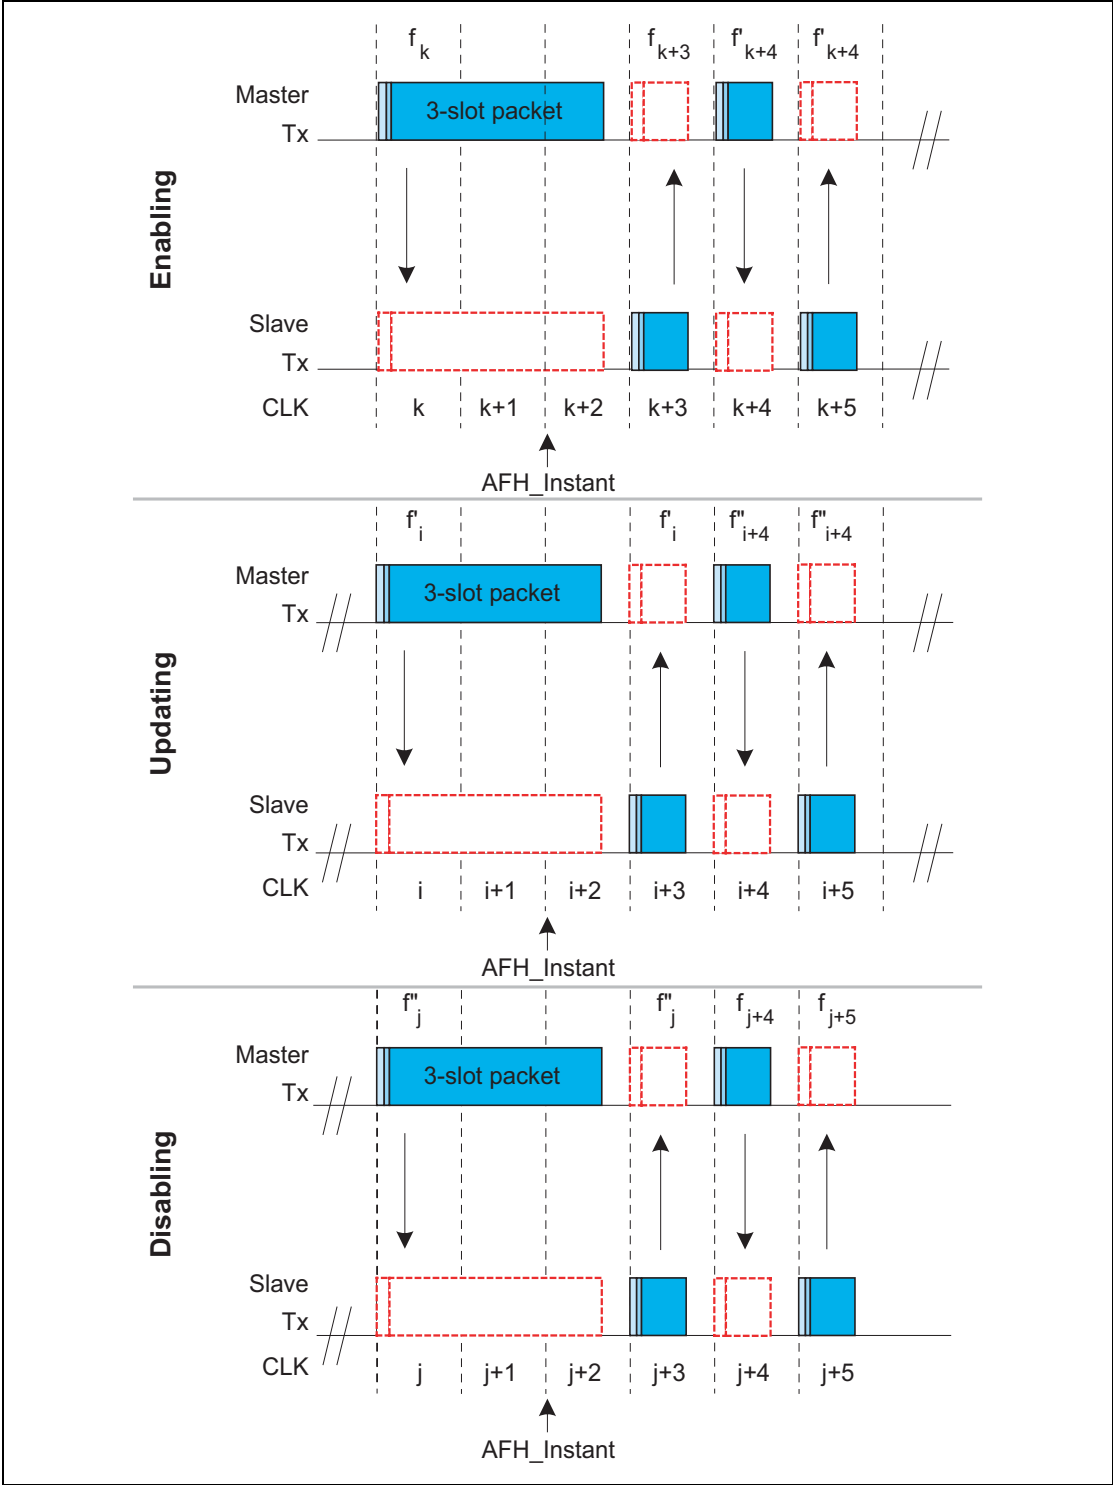 f k f k+3 f' k+4 f' k+4
Master
Tx
3-slot packet
Enabling
Slave
Tx
CLK k k+1 k+2 k+3 k+4 k+5
AFH_Instant
f' i f' i f" i+4 f" i+4
Master
Tx
3-slot packet
Updating
Slave
Tx
CLK i i+1 i+2 i+3 i+4 i+5
AFH_Instant
f" j f" j f j+4 f j+5
Master
Tx
3-slot packet
Disabling
Slave
Tx
CLK j j+1 j+2 j+3 j+4 j+5
AFH_Instant